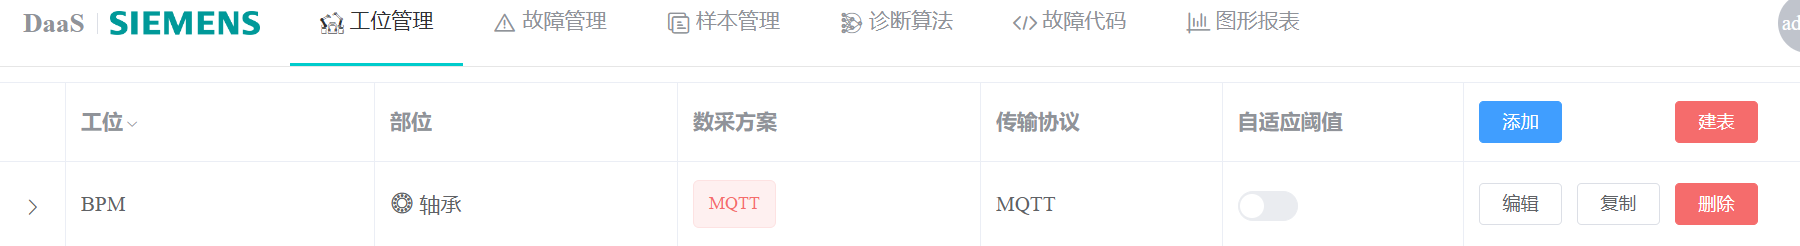 DaaS SIEMENS 工位管理 故障管理 样本管理 诊断算法 故障代码 图形报表 ad
工位 部位 数采方案 传输协议 自适应阈值 添加 建表
BPM 轴承 MQTT MQTT 编辑 复制 删除